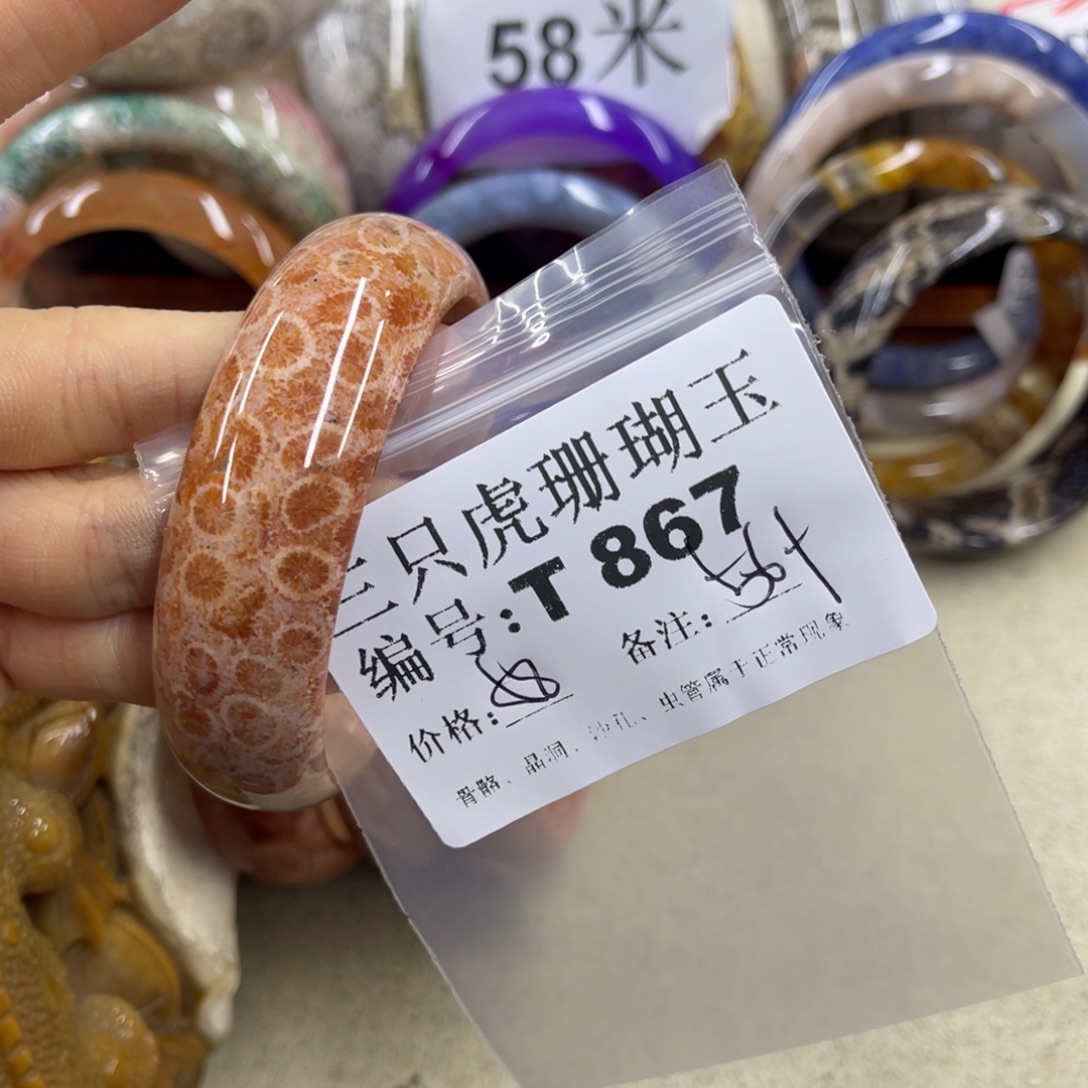 58米
三只虎珊瑚玉
编号:T 867
备注:
价格:
骨骼、晶洞、沙孔、虫管属于正常现象